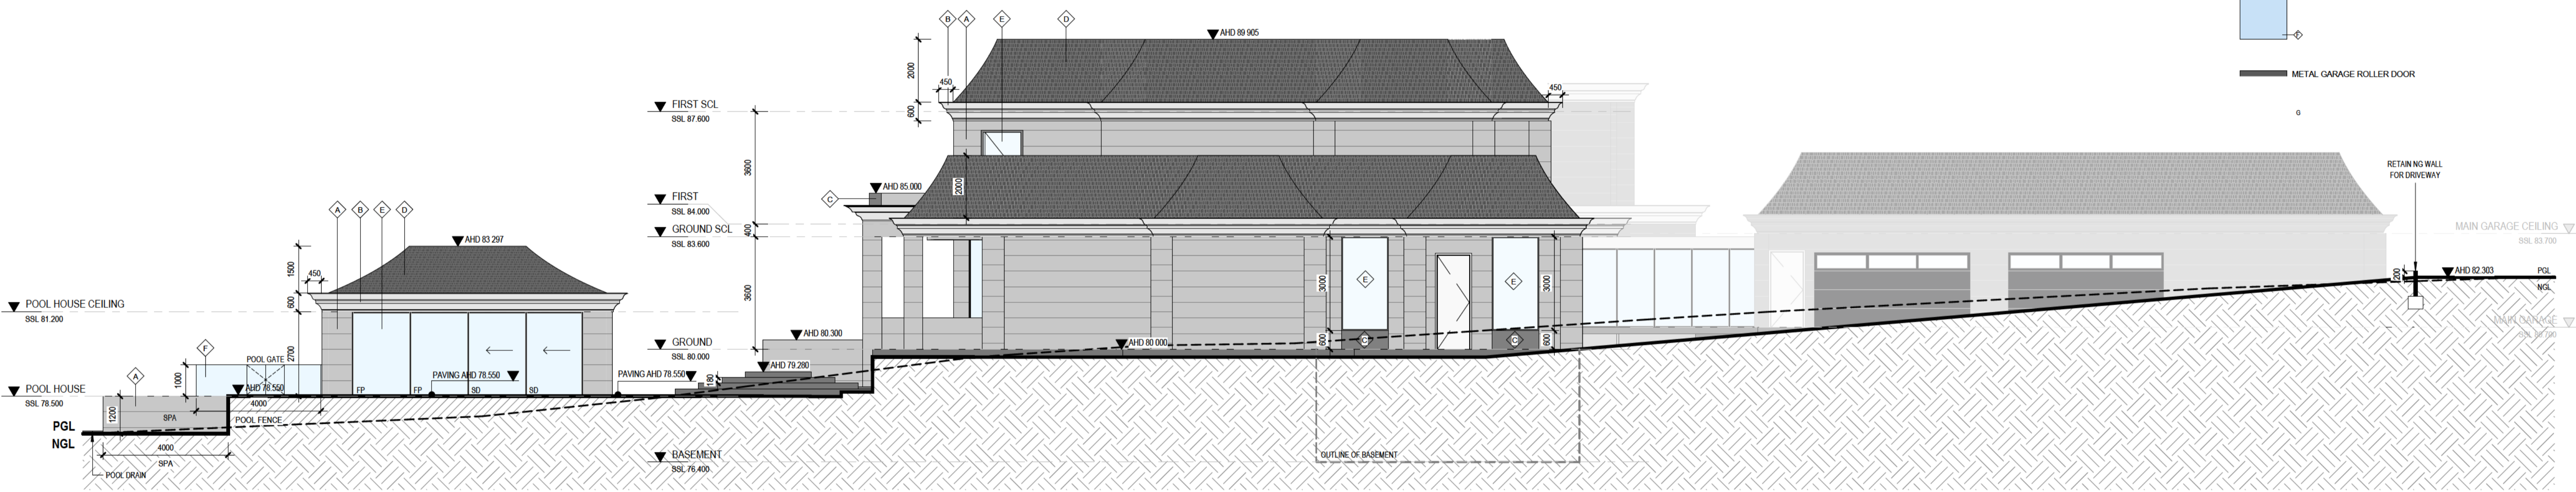 B
A
E
D
AHD 89 905
F
METAL GARAGE ROLLER DOOR
G
2000
450
450
600
FIRST SCL
SSL 87.600
3600
2000
RETAIN NG WALL
FOR DRIVEWAY
FIRST
SSL 84.000
C
AHD 85.000
GROUND SCL
SSL 83.600
400
A
B
E
D
AHD 83 297
1500
450
600
MAIN GARAGE CEILING
SSL 83.700
POOL HOUSE CEILING
SSL 81.200
3600
3000
E
E
3000
1200
AHD 82.303
PGL
NGL
MAIN GARAGE
AHD 80.300
GROUND
SSL 80.000
AHD 80 000
600
C
C
600
F
POOL GATE
2700
1000
A
PAVING AHD 78.550
PAVING AHD 78.550
AHD 79.280
180
POOL HOUSE
SSL 78.500
AHD 78.550
FP
FP
SD
SD
1200
4000
SPA
POOL FENCE
PGL
NGL
4000
SPA
POOL DRAIN
BASEMENT
SSL 76.400
OUTLINE OF BASEMENT